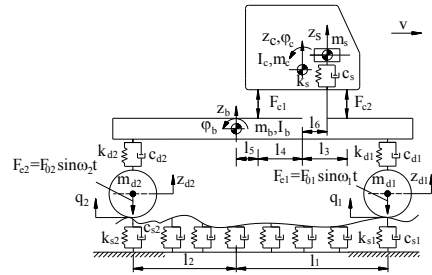 z_s v
z_c,φ_c m_s
I_c,m_c c_s
k_s
F_c1 l_6 F_c2
z_b
φ_b m_b,I_b
k_d2 c_d2 l_5 l_4 l_3 k_d1 c_d1
F_e2=F_02 sinω_2t m_d2 z_d2 F_e1=F_01 sinω_1t m_d1 z_d1
q_2 q_1
k_s2 c_s2 k_s1 c_s1
l_2 l_1